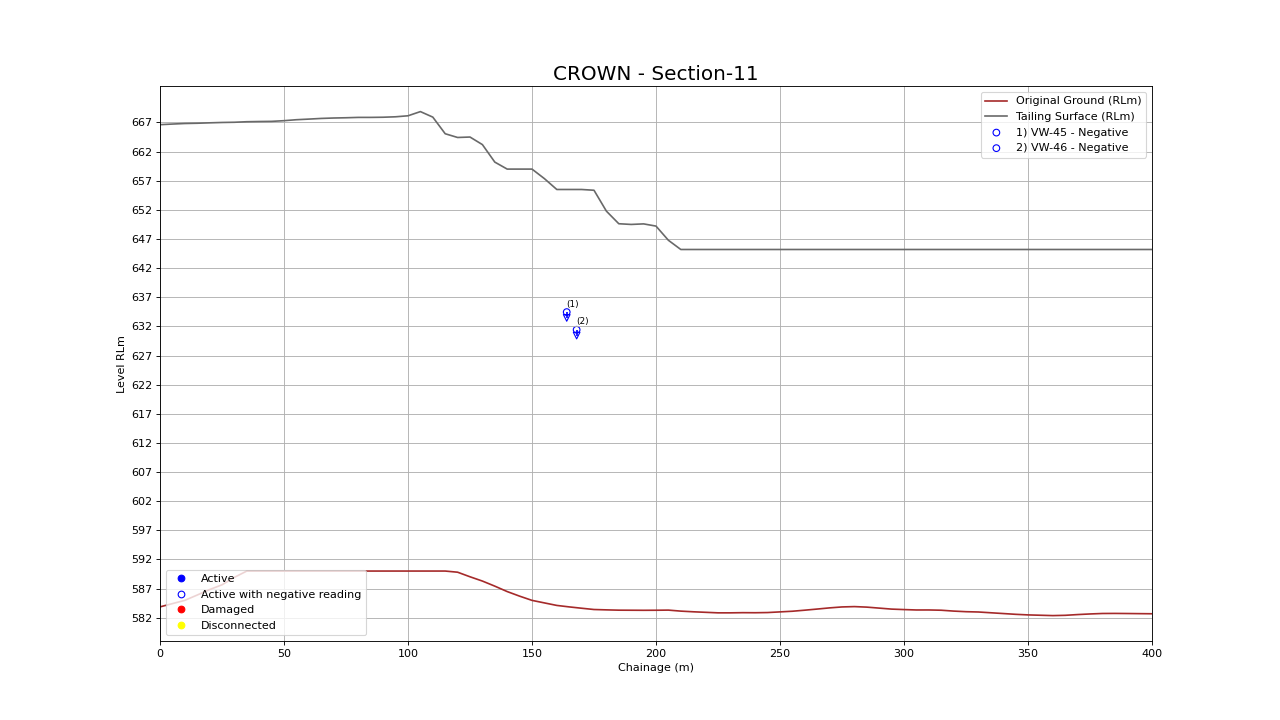 CROWN - Section-11
Original Ground (RLm)
Tailing Surface (RLm)
1) VW-45 - Negative
2) VW-46 - Negative
667
662
657
652
647
642
637
632
627
622
617
612
607
602
597
592
587
582
Level RLm
(1)
(2)
Active
Active with negative reading
Damaged
Disconnected
0 50 100 150 200 250 300 350 400
Chainage (m)